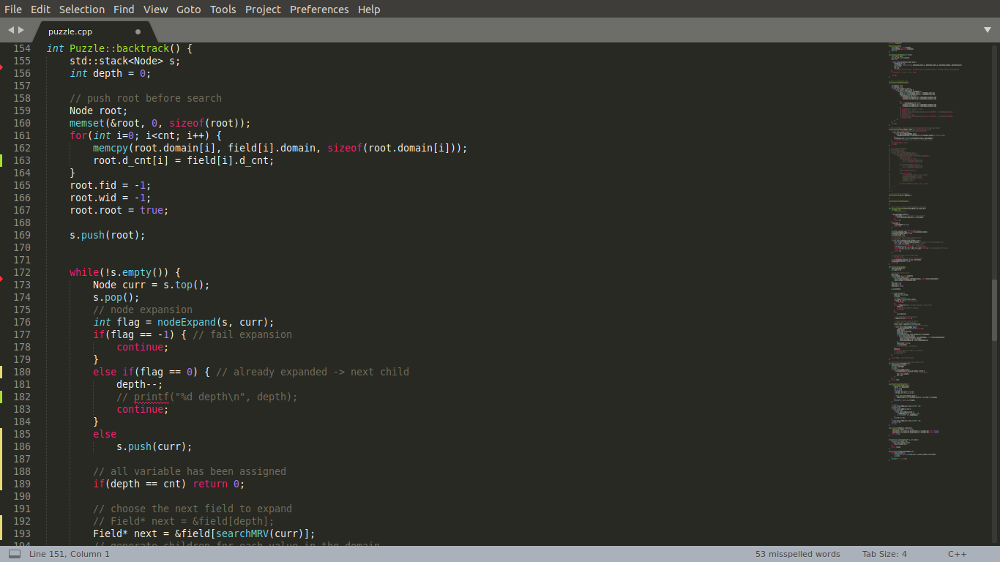 File Edit Selection Find View Goto Tools Project Preferences Help
puzzle.cpp
154 int Puzzle::backtrack() {
155     std::stack<Node> s;
156     int depth = 0;
157
158     // push root before search
159     Node root;
160     memset(&root, 0, sizeof(root));
161     for(int i=0; i<cnt; i++) {
162         memcpy(root.domain[i], field[i].domain, sizeof(root.domain[i]));
163         root.d_cnt[i] = field[i].d_cnt;
164     }
165     root.fid = -1;
166     root.wid = -1;
167     root.root = true;
168
169     s.push(root);
170
171
172     while(!s.empty()) {
173         Node curr = s.top();
174         s.pop();
175         // node expansion
176         int flag = nodeExpand(s, curr);
177         if(flag == -1) { // fail expansion
178             continue;
179         }
180         else if(flag == 0) { // already expanded -> next child
181             depth--;
182             // printf("%d depth\n", depth);
183             continue;
184         }
185         else
186             s.push(curr);
187
188         // all variable has been assigned
189         if(depth == cnt) return 0;
190
191         // choose the next field to expand
192         // Field* next = &field[depth];
193         Field* next = &field[searchMRV(curr)];
194         // generate children for each value in the domain
Line 151, Column 1 53 misspelled words Tab Size: 4 C++